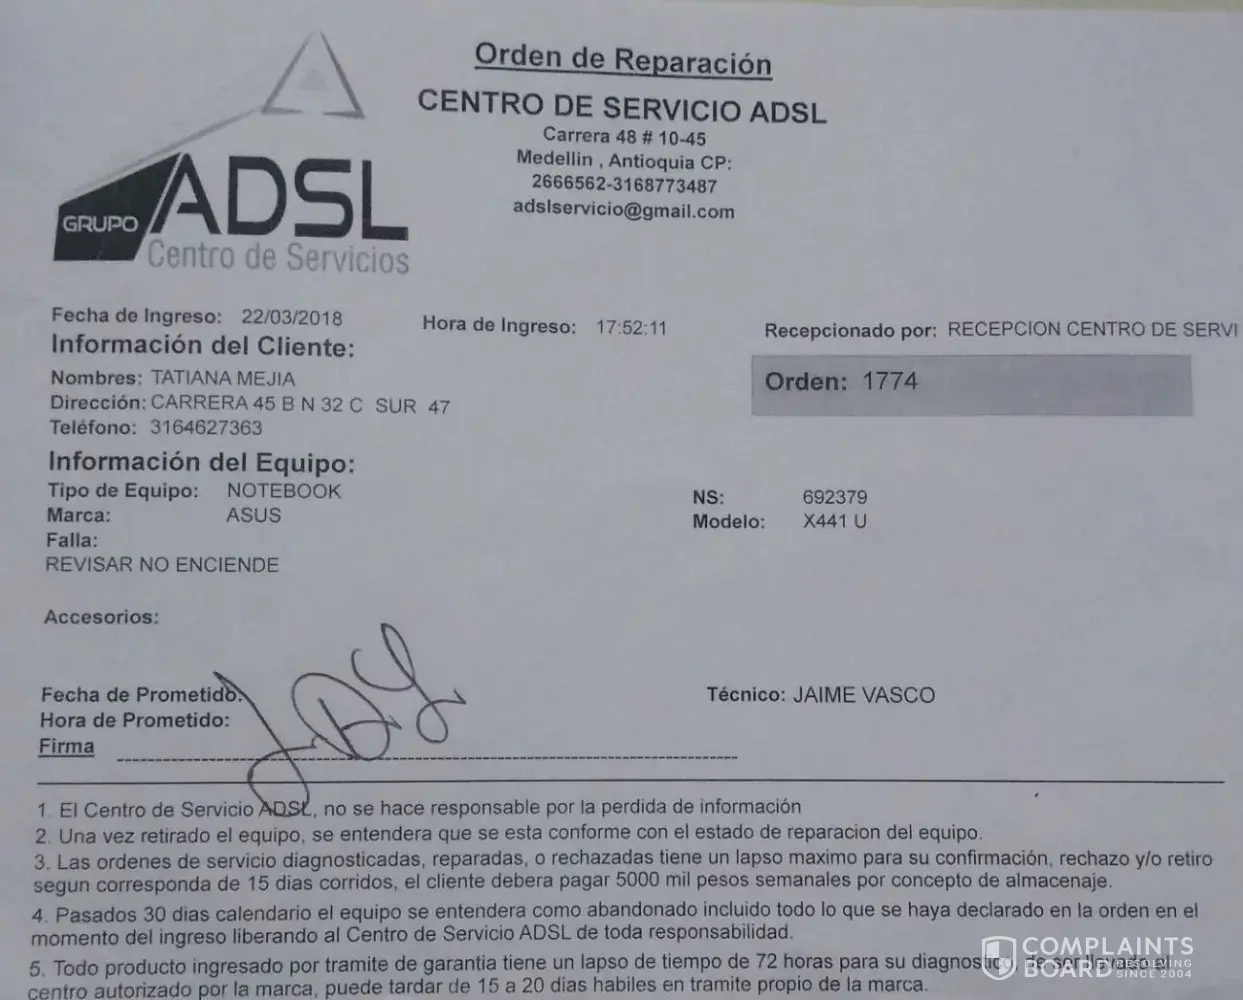 Orden de Reparación
CENTRO DE SERVICIO ADSL
Carrera 48 # 10-45
Medellin , Antioquia CP:
2666562-3168773487
adslservicio@gmail.com
GRUPO ADSL
Centro de Servicios
Fecha de Ingreso: 22/03/2018 Hora de Ingreso: 17:52:11 Recepcionado por: RECEPCION CENTRO DE SERVI
Información del Cliente:
Nombres: TATIANA MEJIA
Orden: 1774
Dirección: CARRERA 45 B N 32 C SUR 47
Teléfono: 3164627363
Información del Equipo:
Tipo de Equipo: NOTEBOOK NS: 692379
Marca: ASUS Modelo: X441 U
Falla:
REVISAR NO ENCIENDE
Accesorios:
Fecha de Prometido: Técnico: JAIME VASCO
Hora de Prometido:
Firma
1. El Centro de Servicio ADSL, no se hace responsable por la perdida de información
2. Una vez retirado el equipo, se entendera que se esta conforme con el estado de reparacion del equipo.
3. Las ordenes de servicio diagnosticadas, reparadas, o rechazadas tiene un lapso maximo para su confirmación, rechazo y/o retiro
segun corresponda de 15 dias corridos, el cliente debera pagar 5000 mil pesos semanales por concepto de almacenaje.
4. Pasados 30 dias calendario el equipo se entendera como abandonado incluido todo lo que se haya declarado en la orden en el
momento del ingreso liberando al Centro de Servicio ADSL de toda responsabilidad.
5. Todo producto ingresado por tramite de garantia tiene un lapso de tiempo de 72 horas para su
centro autorizado por la marca, puede tardar de 15 a 20 dias habiles en tramite propio de la marca.
COMPLAINTS
BOARD RESOLVING
SINCE 2004